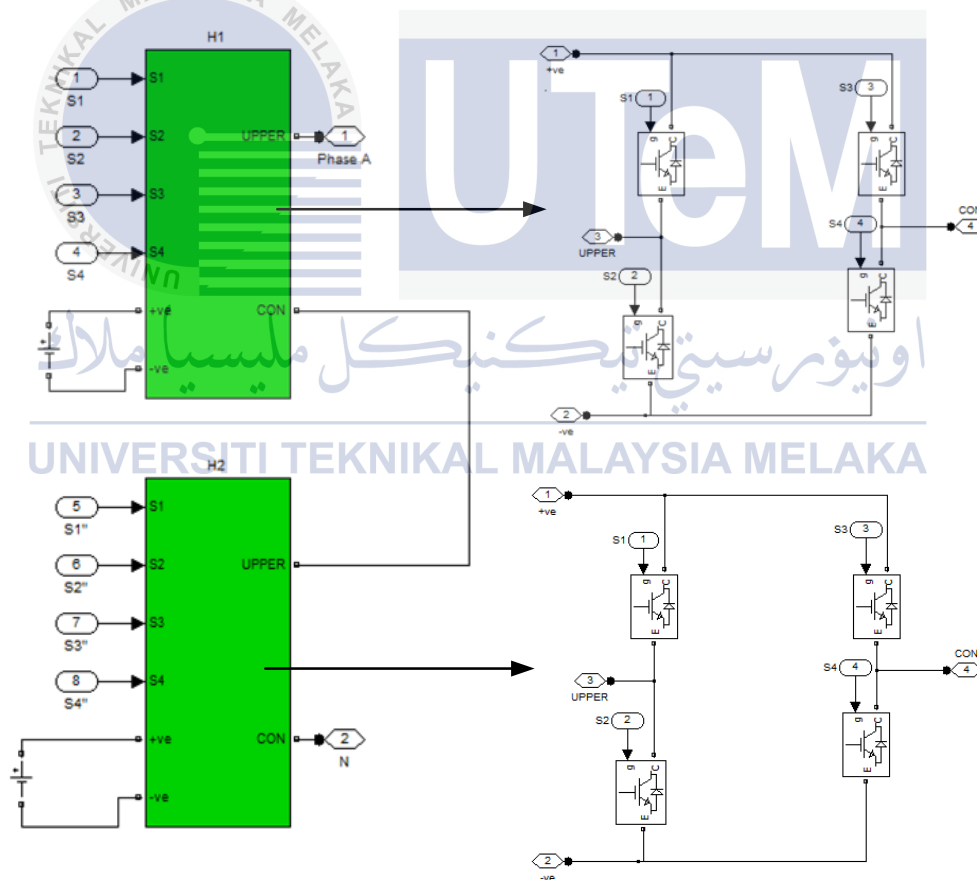 UNIVERSITI TEKNIKAL MALAYSIA MELAKA
UTeM
اونيۏرسيتي تيكنيكل مليسيا ملاك
UNIVERSITI TEKNIKAL MALAYSIA MELAKA
H1
1
S1
S1
2
S2
S2
3
S3
S3
4
S4
S4
UPPER
1
Phase A
+ve
CON
-ve
1
+ve
S1
1
g
C
E
S3
3
g
C
E
3
UPPER
S2
2
g
C
E
S4
4
g
C
E
CON
4
2
-ve
H2
5
S1"
S1
6
S2"
S2
7
S3"
S3
8
S4"
S4
UPPER
+ve
CON
2
N
-ve
1
+ve
S1
1
g
C
E
S3
3
g
C
E
3
UPPER
S2
2
g
C
E
S4
4
g
C
E
CON
4
2
-ve